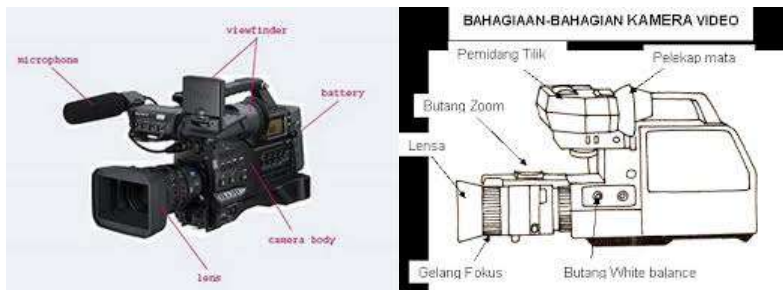 viewfinder
microphone
battery
camera body
lens
BAHAGIAAN-BAHAGIAN KAMERA VIDEO
Pemidang Tilik
Pelekap mata
Butang Zoom
Lensa
Gelang Fokus
Butang White balance